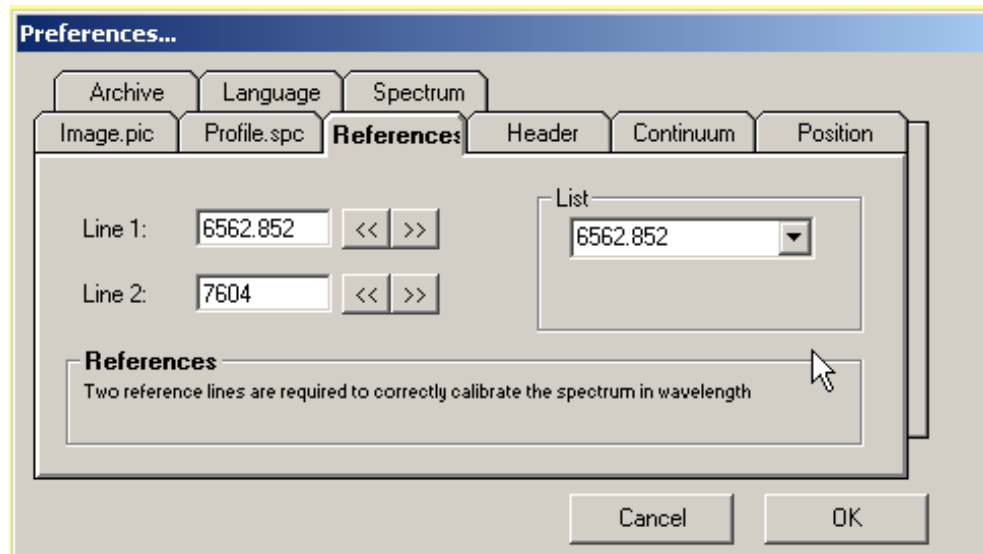 Preferences...
Archive Language Spectrum
Image.pic Profile.spc References Header Continuum Position
Line 1: 6562.852 << >>
List
6562.852
Line 2: 7604 << >>
References
Two reference lines are required to correctly calibrate the spectrum in wavelength
Cancel OK